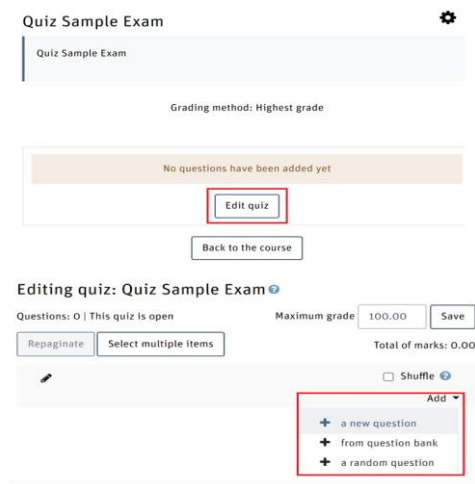 Quiz Sample Exam
Quiz Sample Exam
Grading method: Highest grade
No questions have been added yet
Edit quiz
Back to the course
Editing quiz: Quiz Sample Exam
Questions: 0 | This quiz is open
Maximum grade 100.00 Save
Repaginate Select multiple items Total of marks: 0.00
Shuffle
Add
a new question
from question bank
a random question